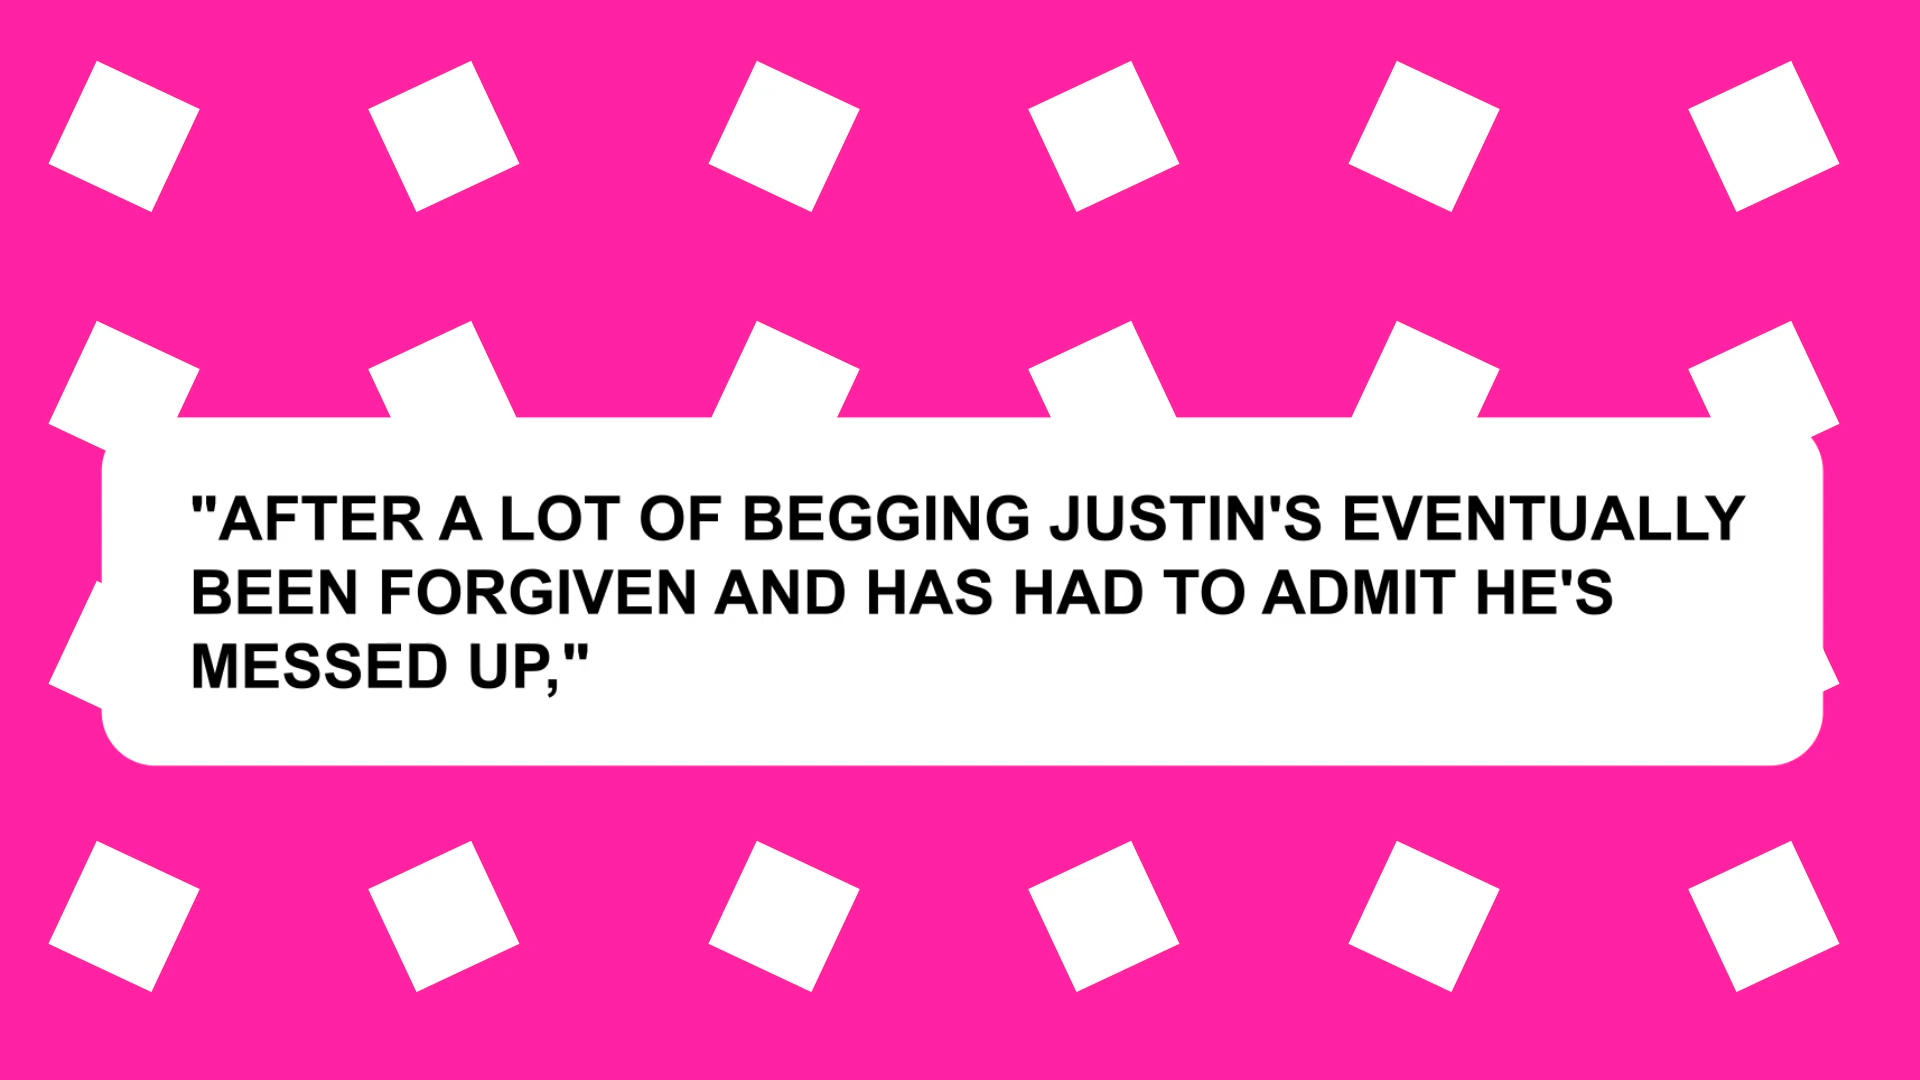 "AFTER A LOT OF BEGGING JUSTIN'S EVENTUALLY
BEEN FORGIVEN AND HAS HAD TO ADMIT HE'S
MESSED UP,"